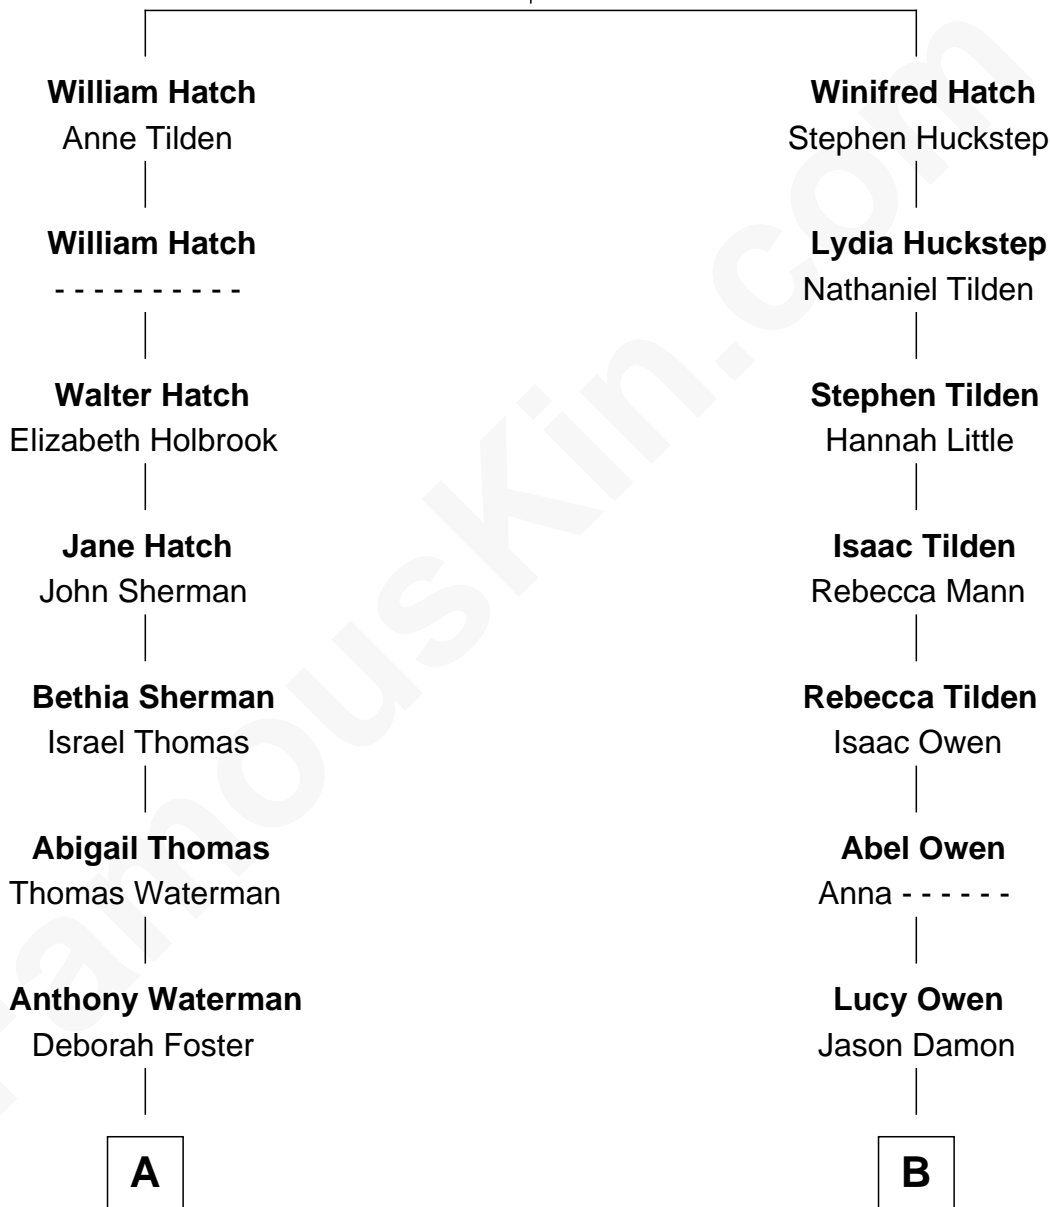 William Hatch
Anne Tilden
William Hatch
- - - - - - - - - -
Walter Hatch
Elizabeth Holbrook
Jane Hatch
John Sherman
Bethia Sherman
Israel Thomas
Abigail Thomas
Thomas Waterman
Anthony Waterman
Deborah Foster
A
Winifred Hatch
Stephen Huckstep
Lydia Huckstep
Nathaniel Tilden
Stephen Tilden
Hannah Little
Isaac Tilden
Rebecca Mann
Rebecca Tilden
Isaac Owen
Abel Owen
Anna - - - - - -
Lucy Owen
Jason Damon
B
FamousKin.com